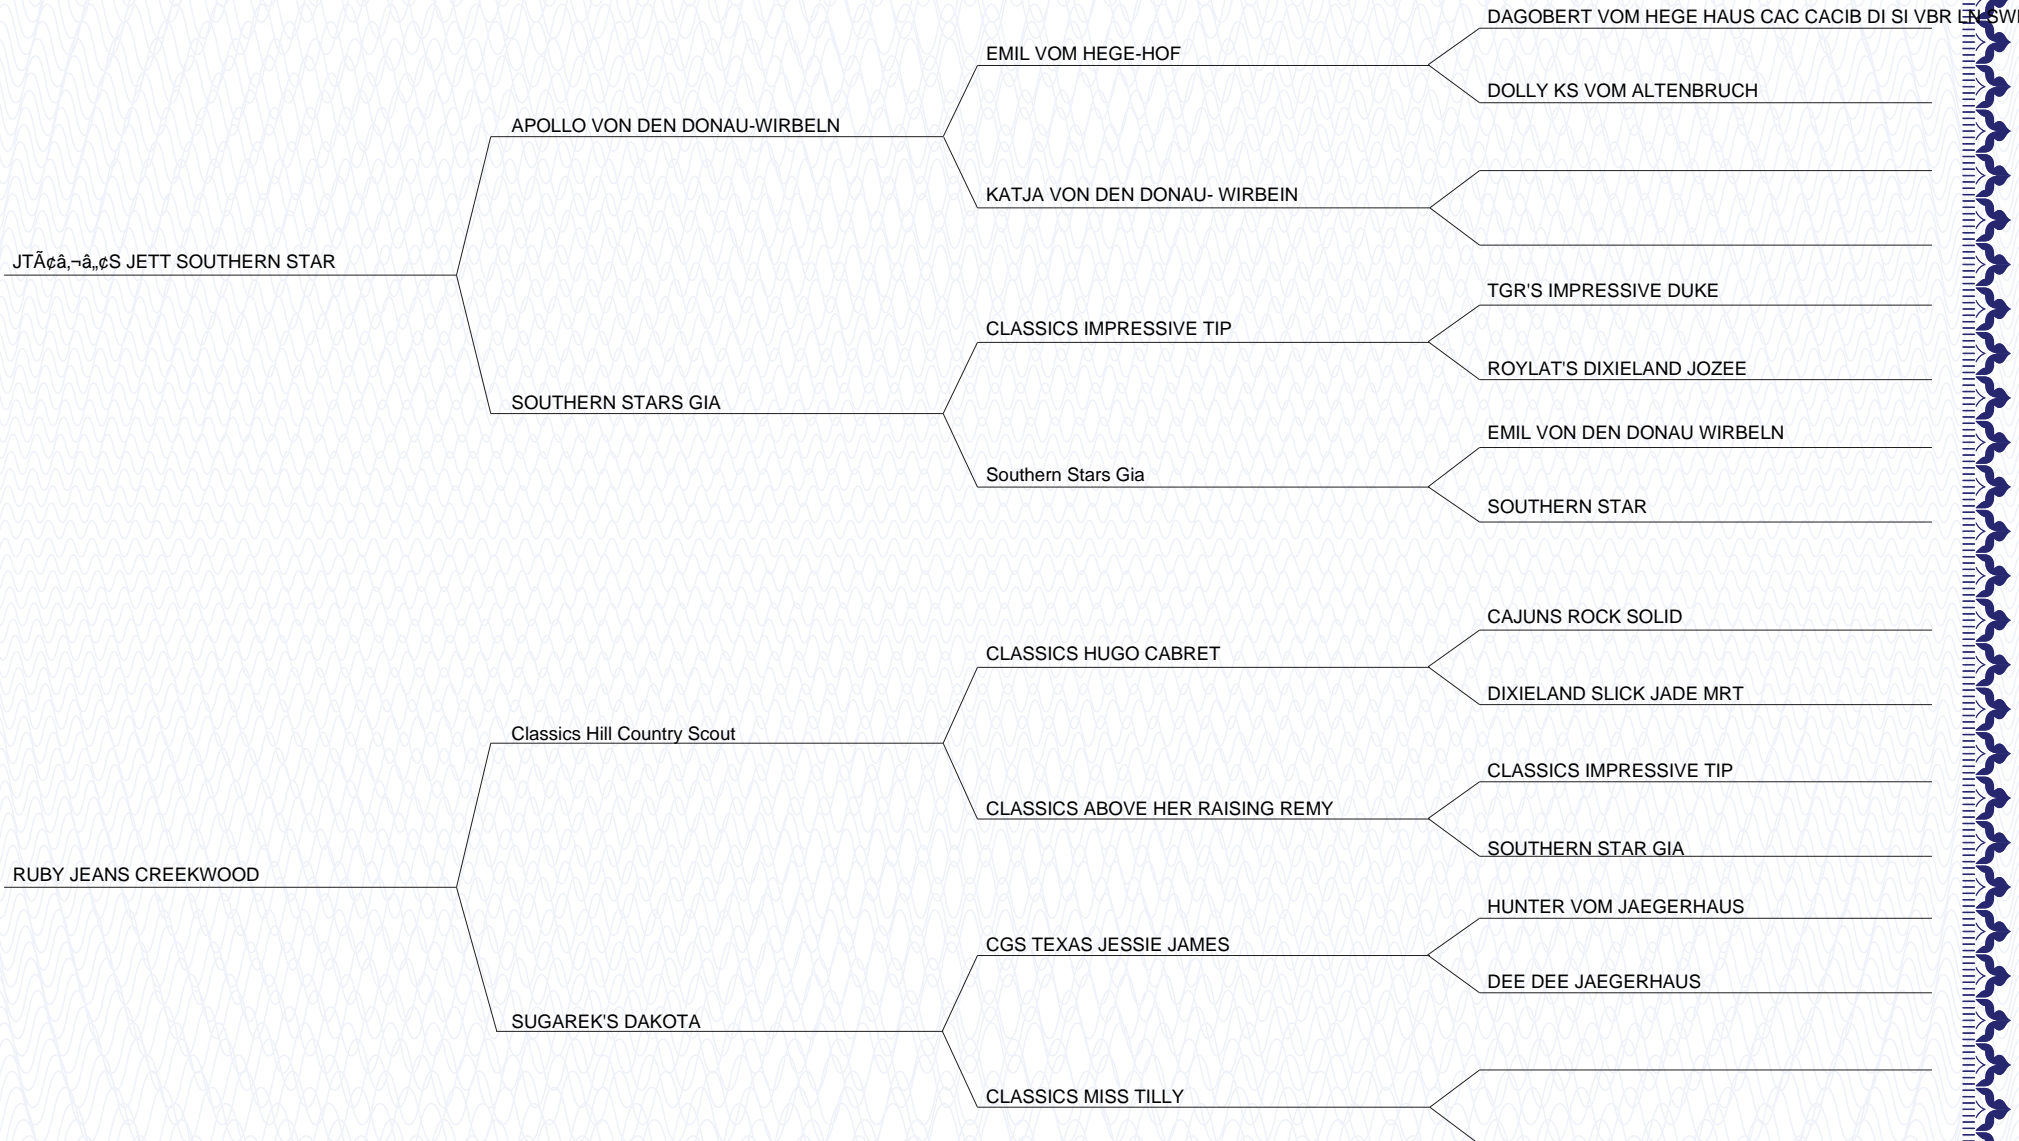 DAGOBERT VOM HEGE HAUS CAC CACIB DI SI VBR LN
EMIL VOM HEGE-HOF
DOLLY KS VOM ALTENBRUCH
APOLLO VON DEN DONAU-WIRBELN
KATJA VON DEN DONAU- WIRBEIN
JTÃ¢â‚¬â„¢S JETT SOUTHERN STAR
TGR'S IMPRESSIVE DUKE
CLASSICS IMPRESSIVE TIP
ROYLAT'S DIXIELAND JOZEE
SOUTHERN STARS GIA
EMIL VON DEN DONAU WIRBELN
Southern Stars Gia
SOUTHERN STAR
CAJUNS ROCK SOLID
CLASSICS HUGO CABRET
DIXIELAND SLICK JADE MRT
Classics Hill Country Scout
CLASSICS IMPRESSIVE TIP
CLASSICS ABOVE HER RAISING REMY
SOUTHERN STAR GIA
RUBY JEANS CREEKWOOD
HUNTER VOM JAEGERHAUS
CGS TEXAS JESSIE JAMES
DEE DEE JAEGERHAUS
SUGAREK'S DAKOTA
CLASSICS MISS TILLY